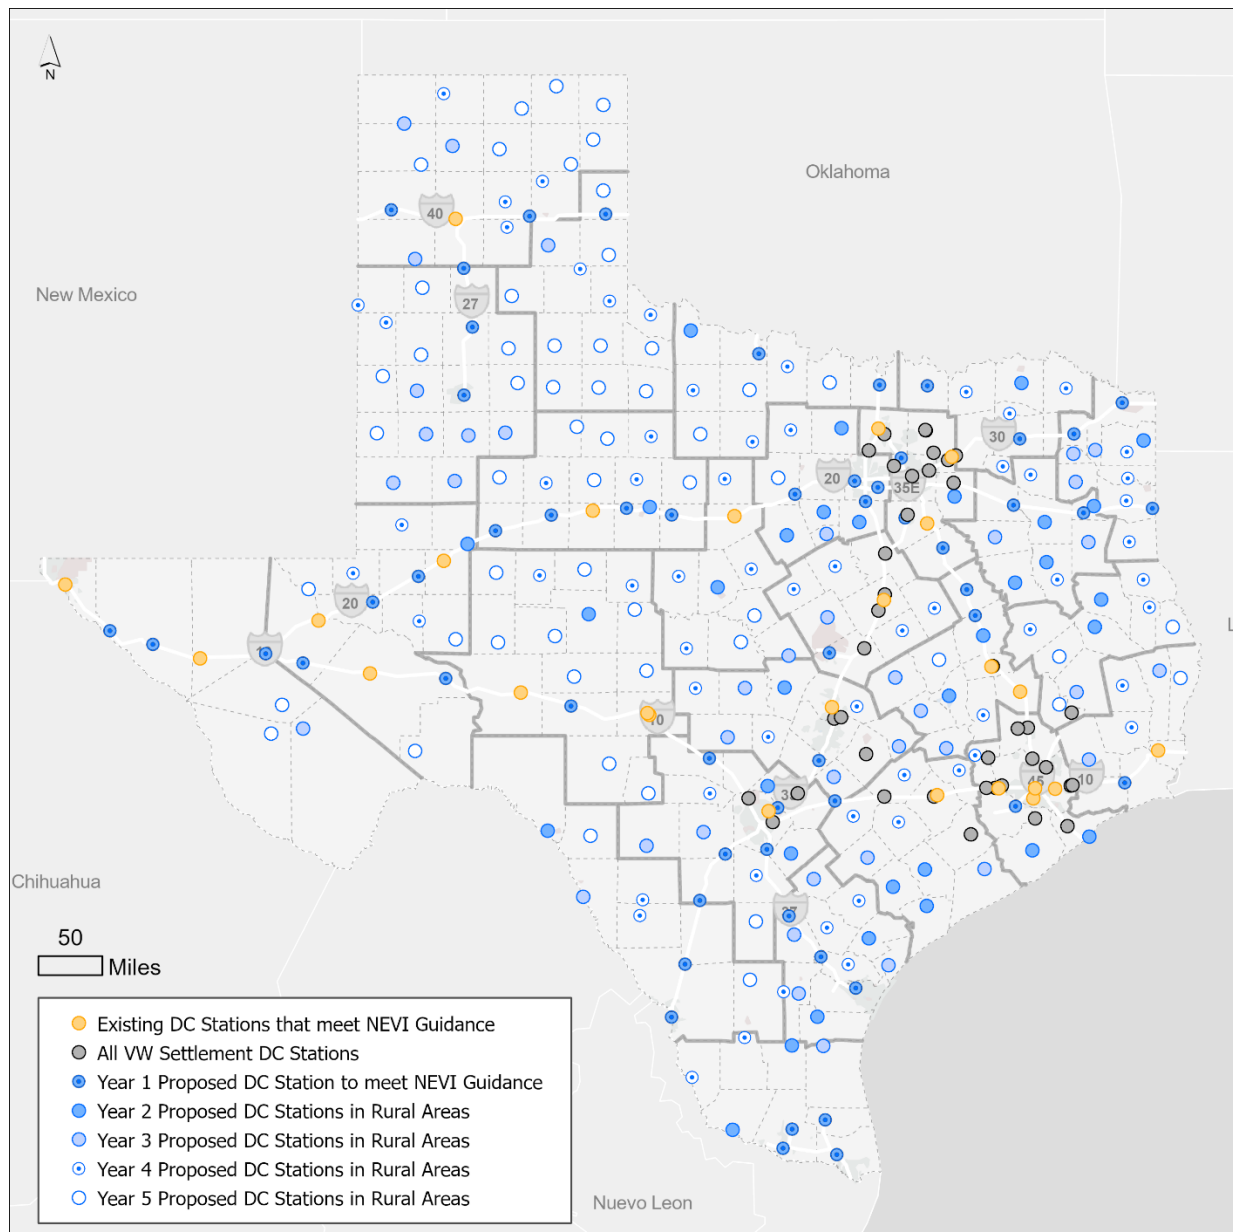 N
Oklahoma
40
New Mexico
27
30
20
35E
20
10
45
10
L
Chihuahua
37
50
Miles
Existing DC Stations that meet NEVI Guidance
All VW Settlement DC Stations
Year 1 Proposed DC Station to meet NEVI Guidance
Year 2 Proposed DC Stations in Rural Areas
Year 3 Proposed DC Stations in Rural Areas
Year 4 Proposed DC Stations in Rural Areas
Year 5 Proposed DC Stations in Rural Areas
Nuevo Leon